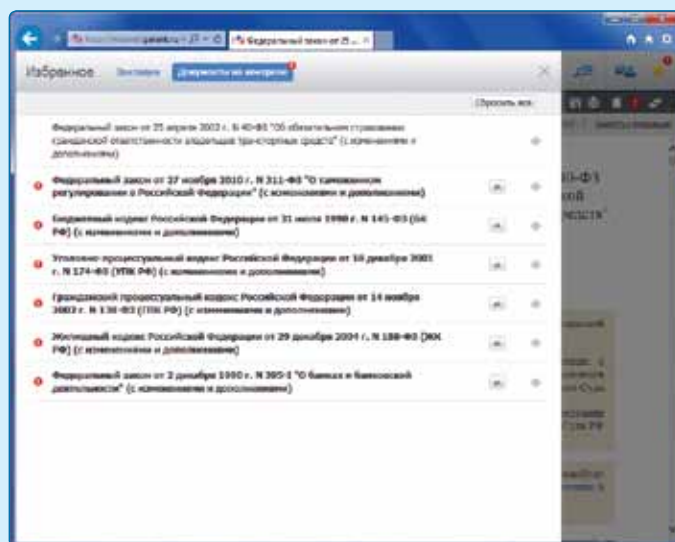 Федеральный закон от 25 ...
Избранное Закладки Документы на контроле
Сбросить все
Федеральный закон от 25 апреля 2002 г. N 40-ФЗ "Об обязательном страховании
гражданской ответственности владельцев транспортных средств" (с изменениями и
дополнениями)
Федеральный закон от 27 ноября 2010 г. N 311-ФЗ "О таможенном
регулировании в Российской Федерации" (с изменениями и дополнениями)
Бюджетный кодекс Российской Федерации от 31 июля 1998 г. N 145-ФЗ (БК
РФ) (с изменениями и дополнениями)
Уголовно-процессуальный кодекс Российской Федерации от 18 декабря 2001
г. N 174-ФЗ (УПК РФ) (с изменениями и дополнениями)
Гражданский процессуальный кодекс Российской Федерации от 14 ноября
2002 г. N 138-ФЗ (ГПК РФ) (с изменениями и дополнениями)
Жилищный кодекс Российской Федерации от 29 декабря 2004 г. N 188-ФЗ (ЖК
РФ) (с изменениями и дополнениями)
Федеральный закон от 2 декабря 1990 г. N 395-I "О банках и банковской
деятельности" (с изменениями и дополнениями)